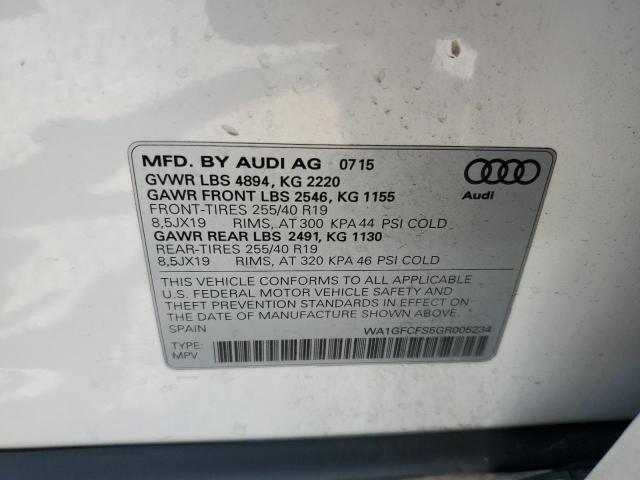 MFD. BY AUDI AG 07 15
GVWR LBS 4894, KG 2220
GAWR FRONT LBS 2546, KG 1155
FRONT-TIRES 255/40 R19
8,5JX19 RIMS, AT 300 KPA 44 PSI COLD
GAWR REAR LBS 2491, KG 1130
REAR-TIRES 255/40 R19
8,5JX19 RIMS, AT 320 KPA 46 PSI COLD
Audi
THIS VEHICLE CONFORMS TO ALL APPLICABLE
U.S. FEDERAL MOTOR VEHICLE SAFETY AND
THEFT PREVENTION STANDARDS IN EFFECT ON
THE DATE OF MANUFACTURE SHOWN ABOVE.
SPAIN WA1GFCFS5GR005234
TYPE:
MPV